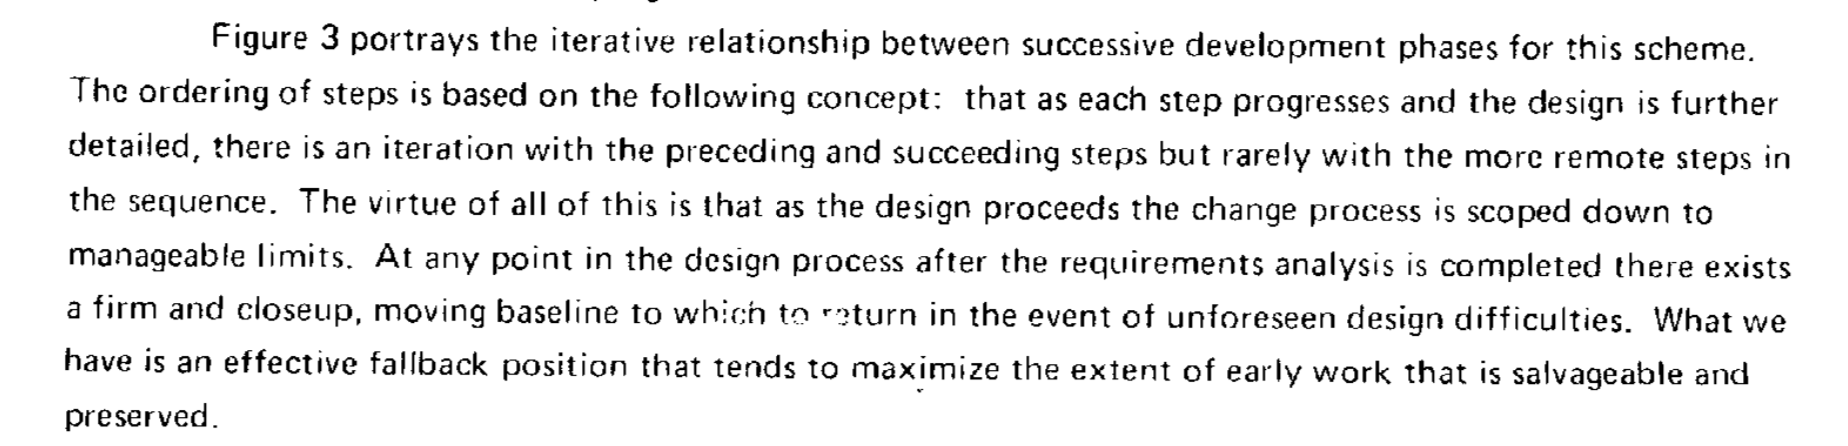 Figure 3 portrays the iterative relationship between successive development phases for this scheme.
The ordering of steps is based on the following concept: that as each step progresses and the design is further
detailed, there is an iteration with the preceding and succeeding steps but rarely with the more remote steps in
the sequence. The virtue of all of this is that as the design proceeds the change process is scoped down to
manageable limits. At any point in the design process after the requirements analysis is completed there exists
a firm and closeup, moving baseline to which to return in the event of unforeseen design difficulties. What we
have is an effective fallback position that tends to maximize the extent of early work that is salvageable and
preserved.